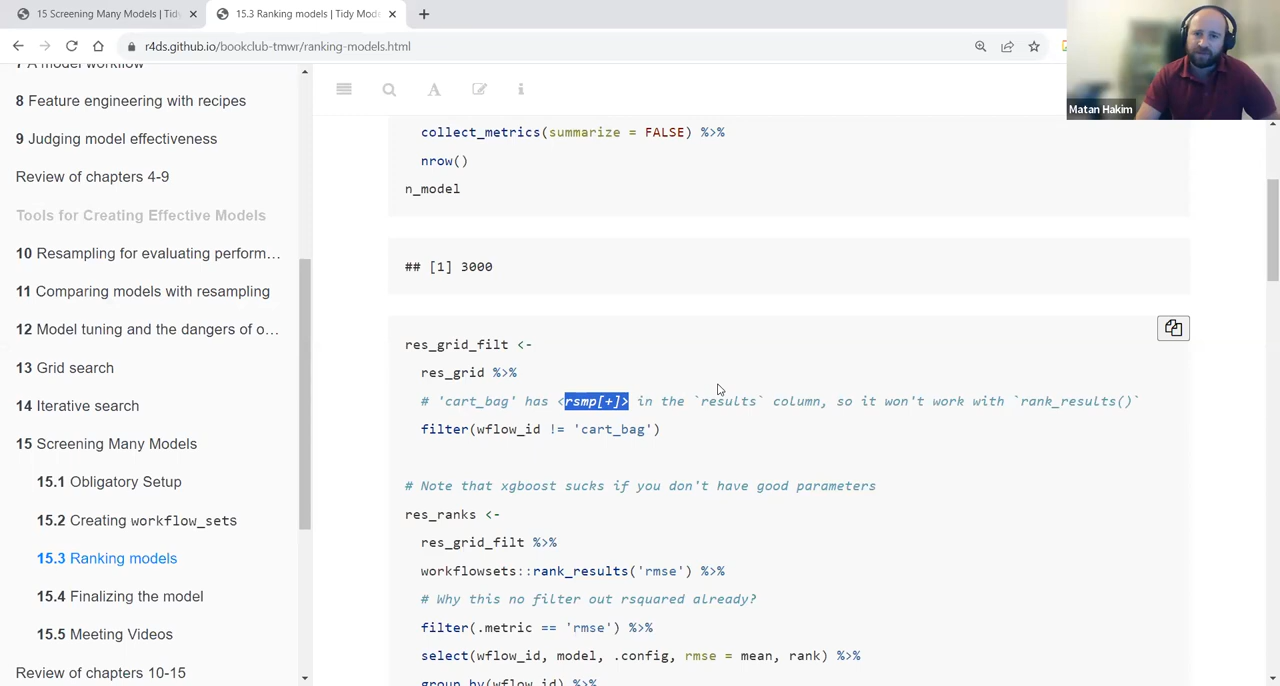 15 Screening Many Models | Tidy
15.3 Ranking models | Tidy Mode
r4ds.github.io/bookclub-tmwr/ranking-models.html
Matan Hakim
7 A model workflow
8 Feature engineering with recipes
9 Judging model effectiveness
Review of chapters 4-9
Tools for Creating Effective Models
10 Resampling for evaluating perform…
11 Comparing models with resampling
12 Model tuning and the dangers of o…
13 Grid search
14 Iterative search
15 Screening Many Models
15.1 Obligatory Setup
15.2 Creating workflow_sets
15.3 Ranking models
15.4 Finalizing the model
15.5 Meeting Videos
Review of chapters 10-15
collect_metrics(summarize = FALSE) %>%
nrow()
n_model
## [1] 3000
res_grid_filt <-
res_grid %>%
# 'cart_bag' has <rsmp[+]> in the `results` column, so it won't work with `rank_results()`
filter(wflow_id != 'cart_bag')
# Note that xgboost sucks if you don't have good parameters
res_ranks <-
res_grid_filt %>%
workflowsets::rank_results('rmse') %>%
# Why this no filter out rsquared already?
filter(.metric == 'rmse') %>%
select(wflow_id, model, .config, rmse = mean, rank) %>%
group_by(wflow_id) %>%